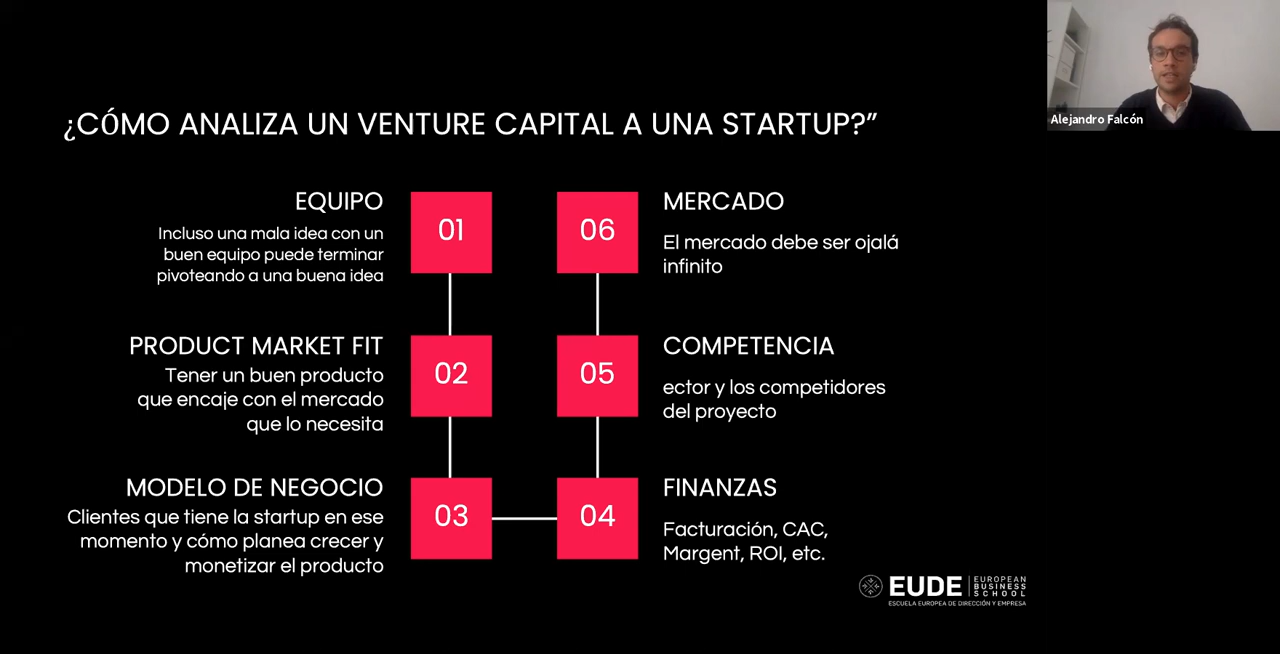 Alejandro Falcón
¿CÓMO ANALIZA UN VENTURE CAPITAL A UNA STARTUP?”
EQUIPO
Incluso una mala idea con un
buen equipo puede terminar
pivoteando a una buena idea
01
PRODUCT MARKET FIT
Tener un buen producto
que encaje con el mercado
que lo necesita
02
MODELO DE NEGOCIO
Clientes que tiene la startup en ese
momento y cómo planea crecer y
monetizar el producto
03
04
FINANZAS
Facturación, CAC,
Margent, ROI, etc.
05
COMPETENCIA
ector y los competidores
del proyecto
06
MERCADO
El mercado debe ser ojalá
infinito
EUDE
EUROPEAN
BUSINESS
SCHOOL
ESCUELA EUROPEA DE DIRECCIÓN Y EMPRESA